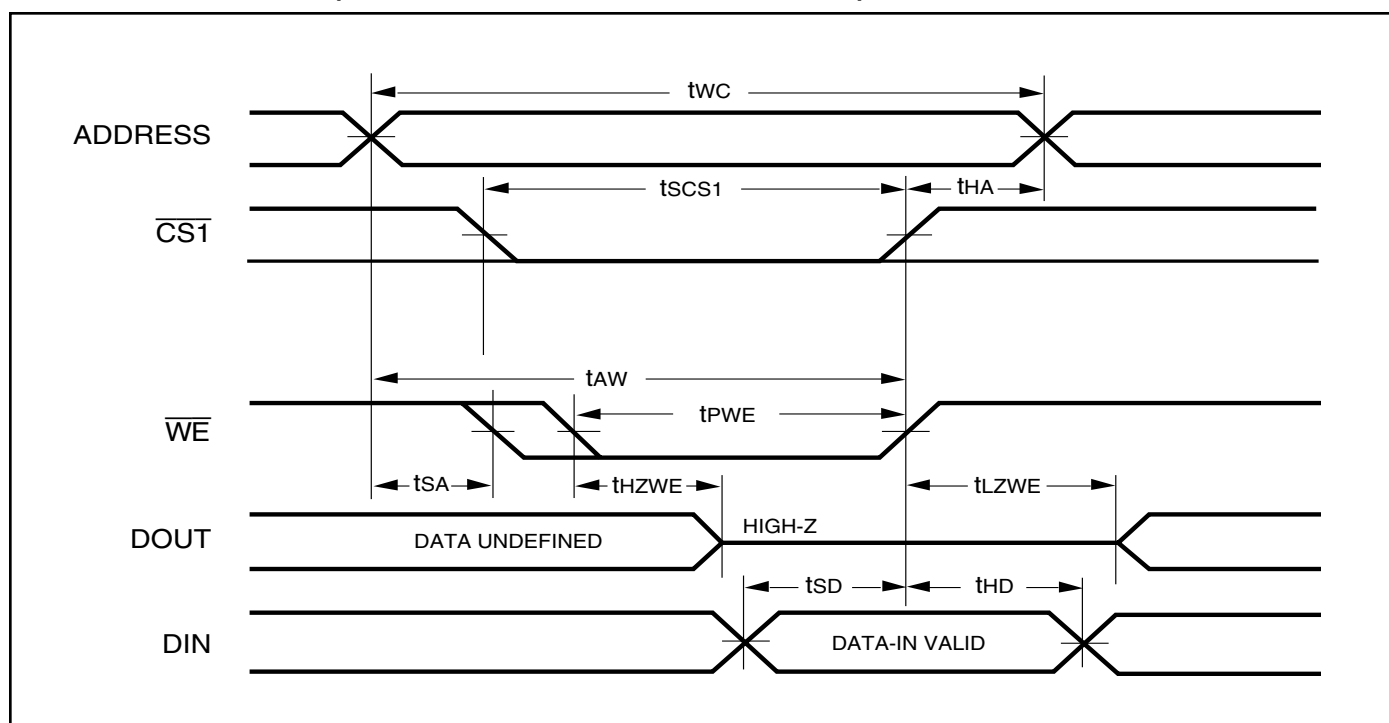 tWC
ADDRESS
tSCS1
tHA
CS1
tAW
tPWE
WE
tSA
tHZWE
tLZWE
DOUT
DATA UNDEFINED
HIGH-Z
tSD
tHD
DIN
DATA-IN VALID